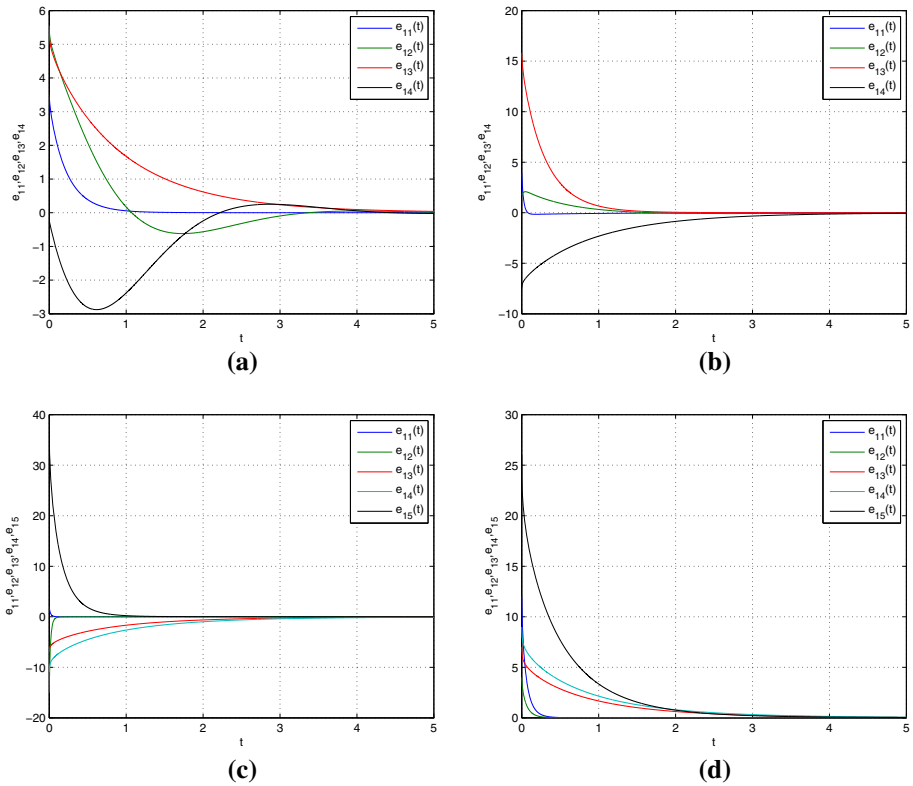 6
5
4
3
2
1
0
−1
−2
−3
0 1 2 3 4 5
t
e11,e12,e13,e14
e11(t)
e12(t)
e13(t)
e14(t)
(a)
20
15
10
5
0
−5
−10
0 1 2 3 4 5
t
e11,e12,e13,e14
e11(t)
e12(t)
e13(t)
e14(t)
(b)
40
30
20
10
0
−10
−20
0 1 2 3 4 5
t
e11,e12,e13,e14,e15
e11(t)
e12(t)
e13(t)
e14(t)
e15(t)
(c)
30
25
20
15
10
5
0
0 1 2 3 4 5
t
e11,e12,e13,e14,e15
e11(t)
e12(t)
e13(t)
e14(t)
e15(t)
(d)